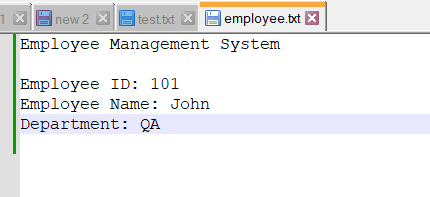 1 new 2 test.txt employee.txt
Employee Management System
Employee ID: 101
Employee Name: John
Department: QA